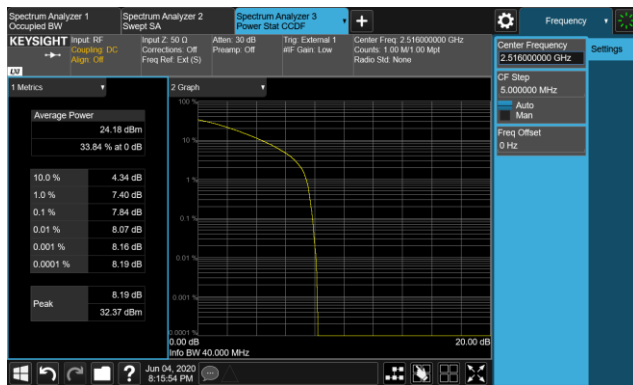 Spectrum Analyzer 1
Occupied BW
Spectrum Analyzer 2
Swept SA
Spectrum Analyzer 3
Power Stat CCDF
Frequency
KEYSIGHT
Input: RF
Coupling: DC
Align: Off
Input Z: 50 Ω
Corrections: Off
Freq Ref: Ext (S)
Atten: 30 dB
Preamp: Off
Trig: External 1
#IF Gain: Low
Center Freq: 2.516000000 GHz
Counts: 1.00 M/1.00 Mpt
Radio Std: None
LXI
Center Frequency
2.516000000 GHz
Settings
CF Step
5.000000 MHz
Auto
Man
Freq Offset
0 Hz
1 Metrics
Average Power
24.18 dBm
33.84 % at 0 dB
10.0 % 4.34 dB
1.0 % 7.40 dB
0.1 % 7.84 dB
0.01 % 8.07 dB
0.001 % 8.16 dB
0.0001 % 8.19 dB
Peak
8.19 dB
32.37 dBm
2 Graph
100 %
10 %
1 %
0.1 %
0.01 %
0.001 %
0.0001 %
0.00 dB
20.00 dB
Info BW 40.000 MHz
Jun 04, 2020
8:15:54 PM